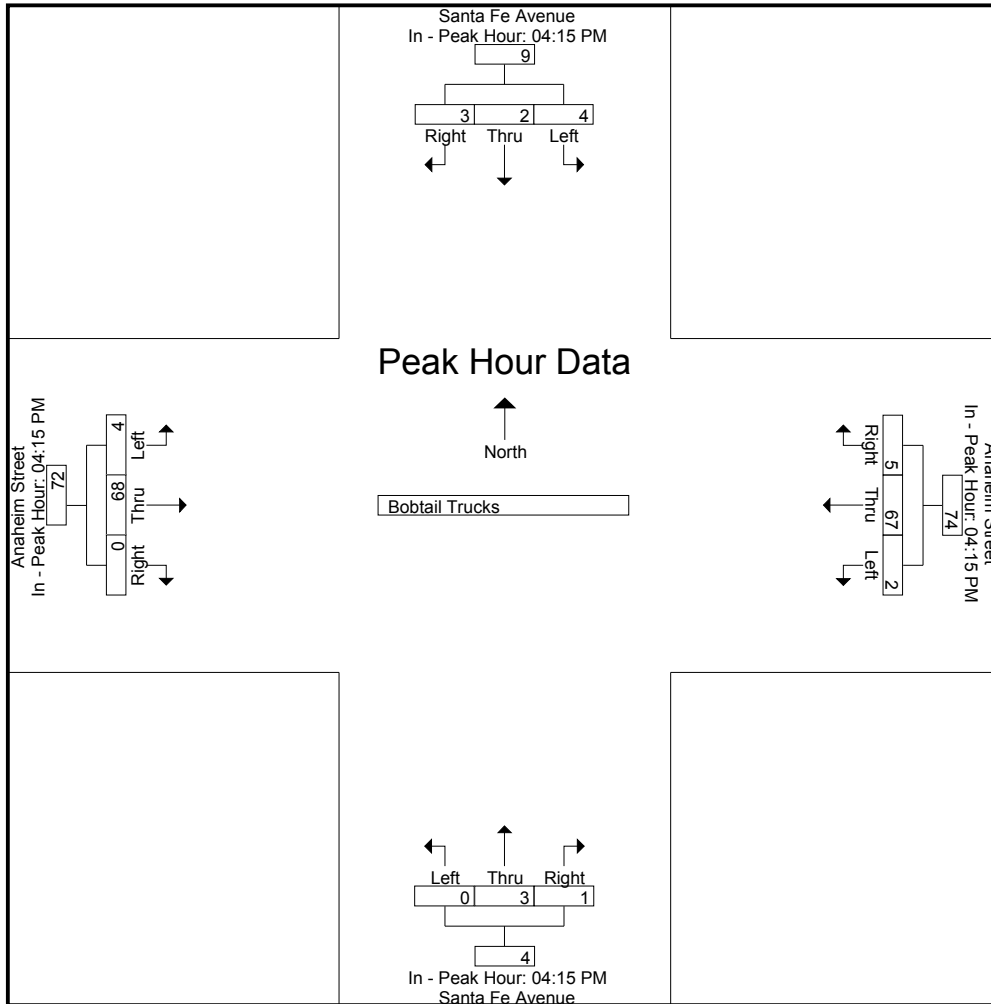 Santa Fe Avenue
In - Peak Hour: 04:15 PM
9
3 2 4
Right Thru Left
Peak Hour Data
North
Bobtail Trucks
Anaheim Street
In - Peak Hour: 04:15 PM
72
4 68 0
Left Thru Right
Anaheim Street
In - Peak Hour: 04:15 PM
74
5 67 2
Right Thru Left
Left Thru Right
0 3 1
4
In - Peak Hour: 04:15 PM
Santa Fe Avenue